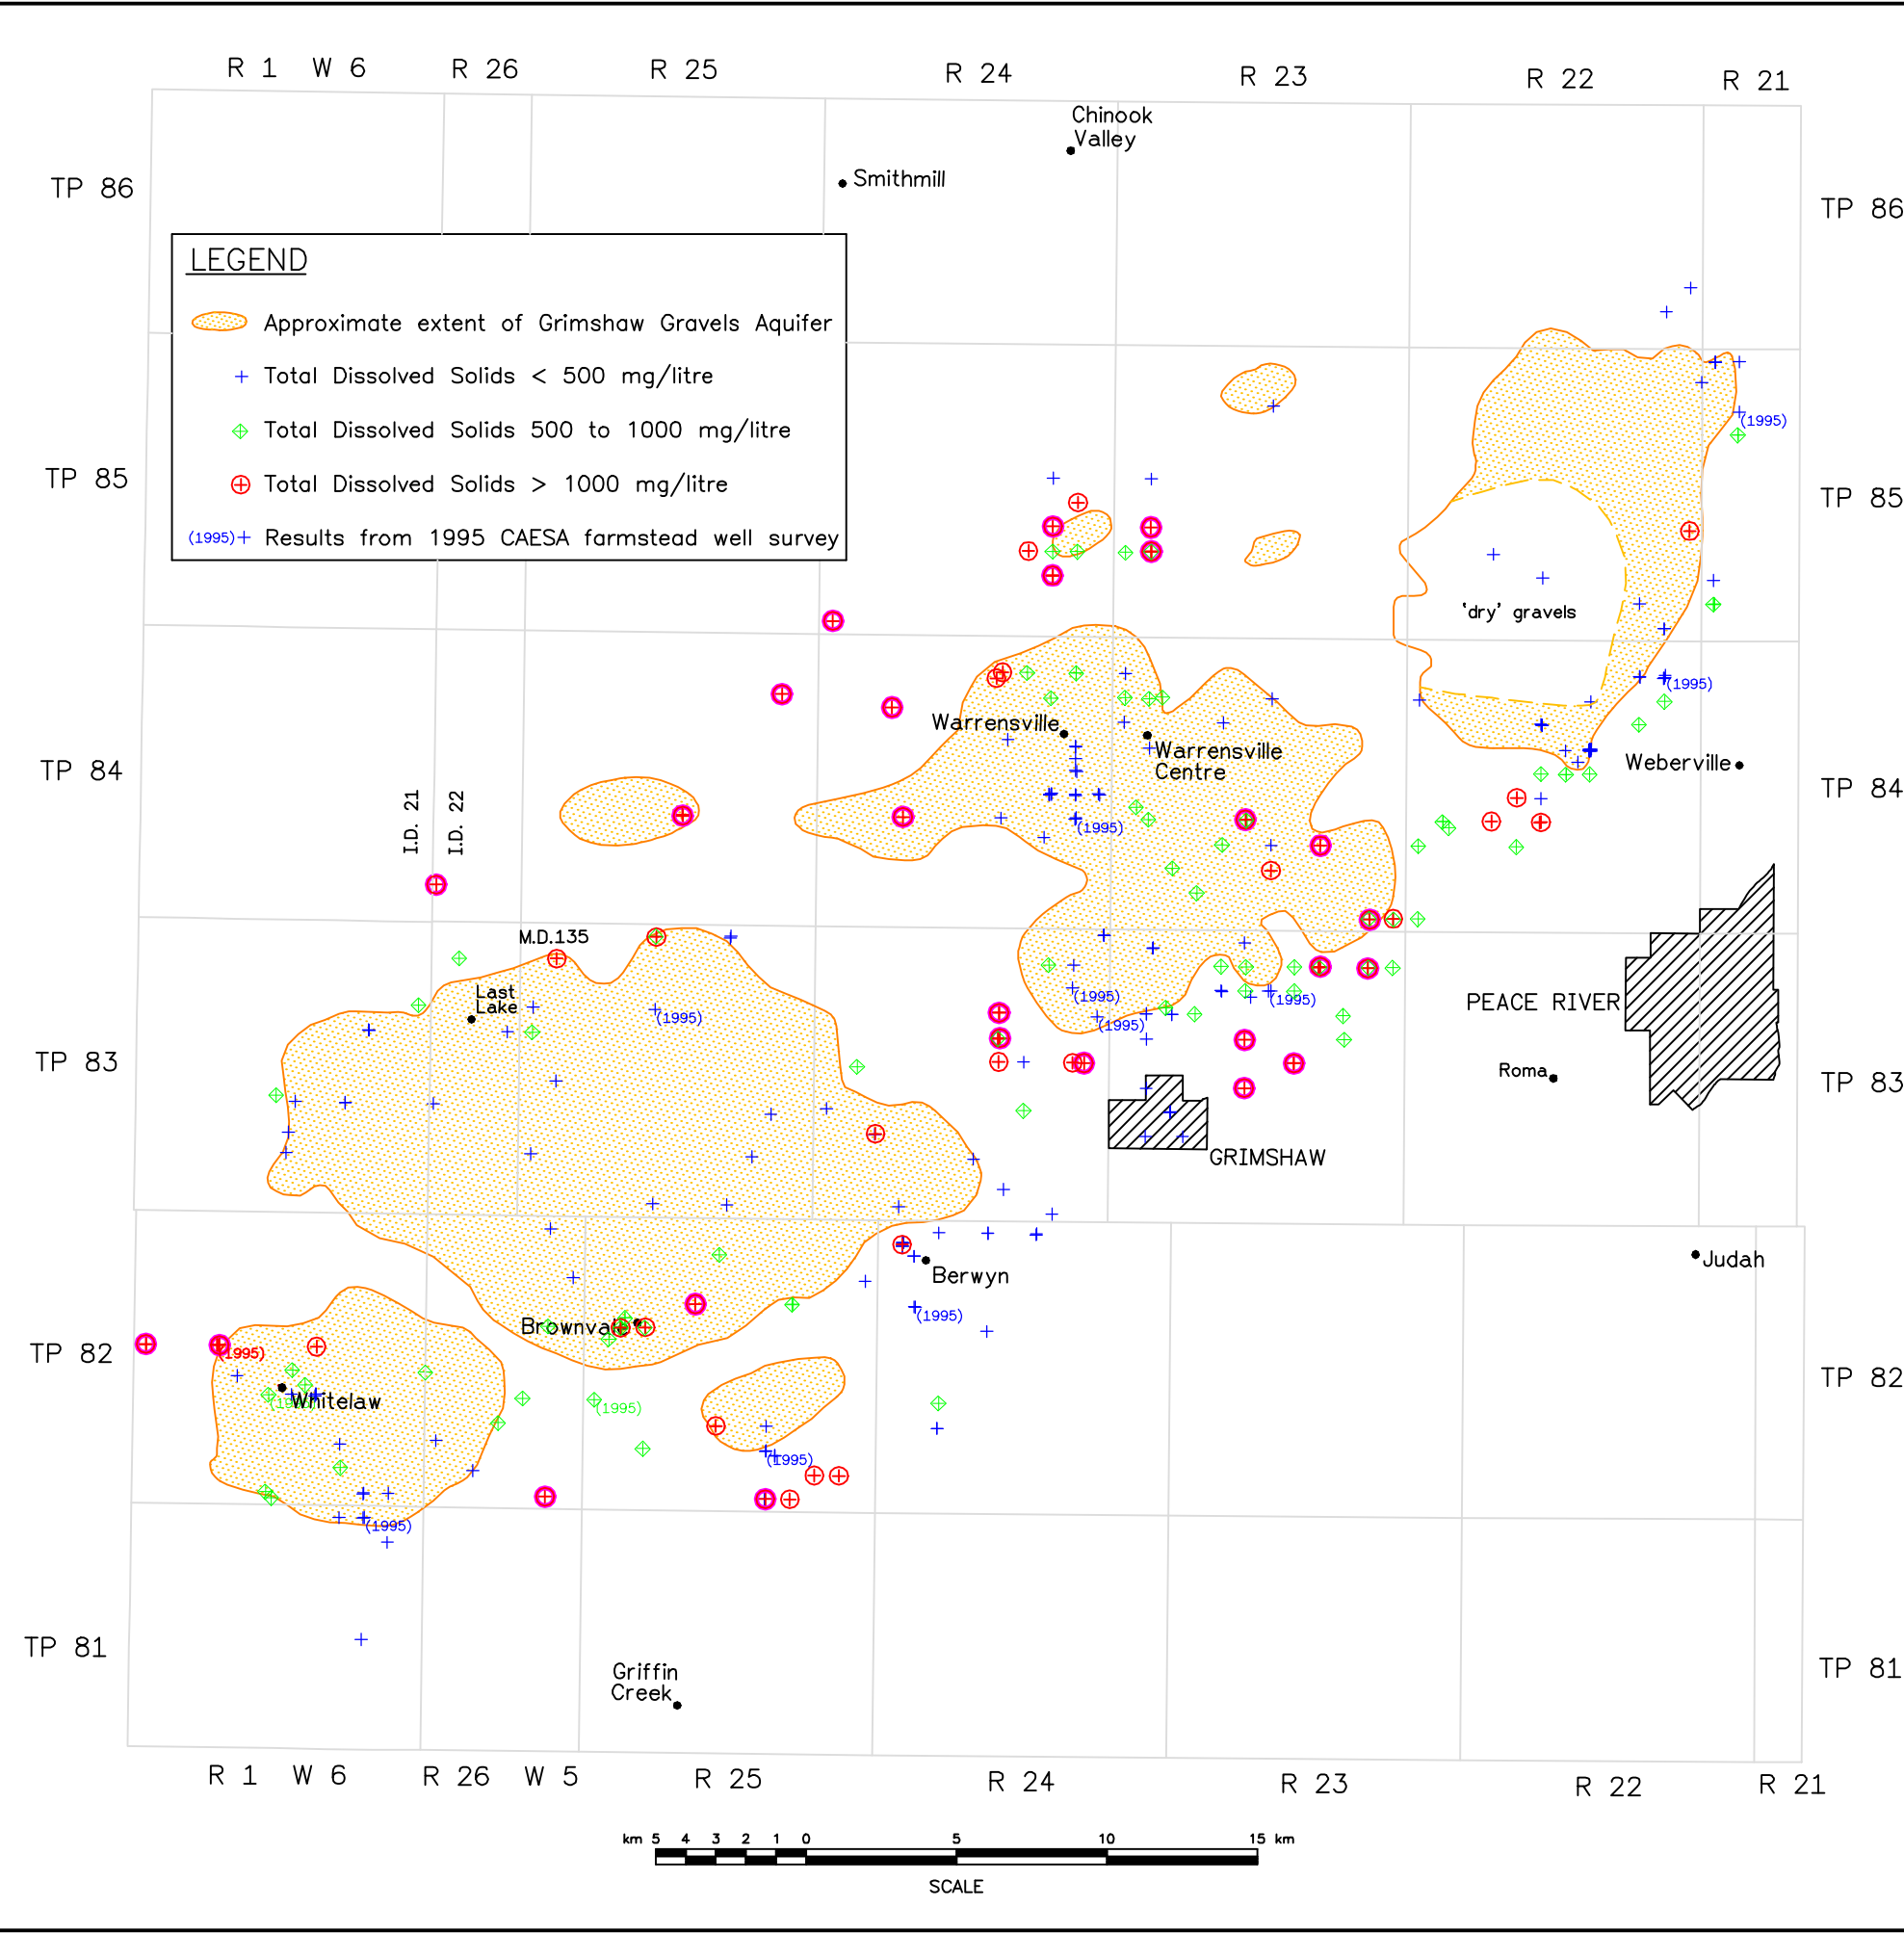 R 1 W 6 R 26 R 25 R 24 R 23 R 22 R 21
Chinook
Valley
Smithmill
TP 86
TP 86
LEGEND
Approximate extent of Grimshaw Gravels Aquifer
Total Dissolved Solids < 500 mg/litre
Total Dissolved Solids 500 to 1000 mg/litre
Total Dissolved Solids > 1000 mg/litre
(1995)+ Results from 1995 CAESA farmstead well survey
(1995)
TP 85
TP 85
'dry' gravels
(1995)
Warrensville
Warrensville
Centre
Weberville
TP 84
TP 84
I.D. 21
I.D. 22
(1995)
M.D.135
Last
Lake
(1995)
(1995)
(1995)
(1995)
PEACE RIVER
Roma
TP 83
TP 83
GRIMSHAW
Judah
Berwyn
(1995)
(1995)
TP 82
TP 82
Whitelaw
(1995)
(1995)
(1995)
TP 81
TP 81
Griffin
Creek
R 1 W 6 R 26 W 5 R 25 R 24 R 23 R 22 R 21
km 5 4 3 2 1 0 5 10 15 km
SCALE